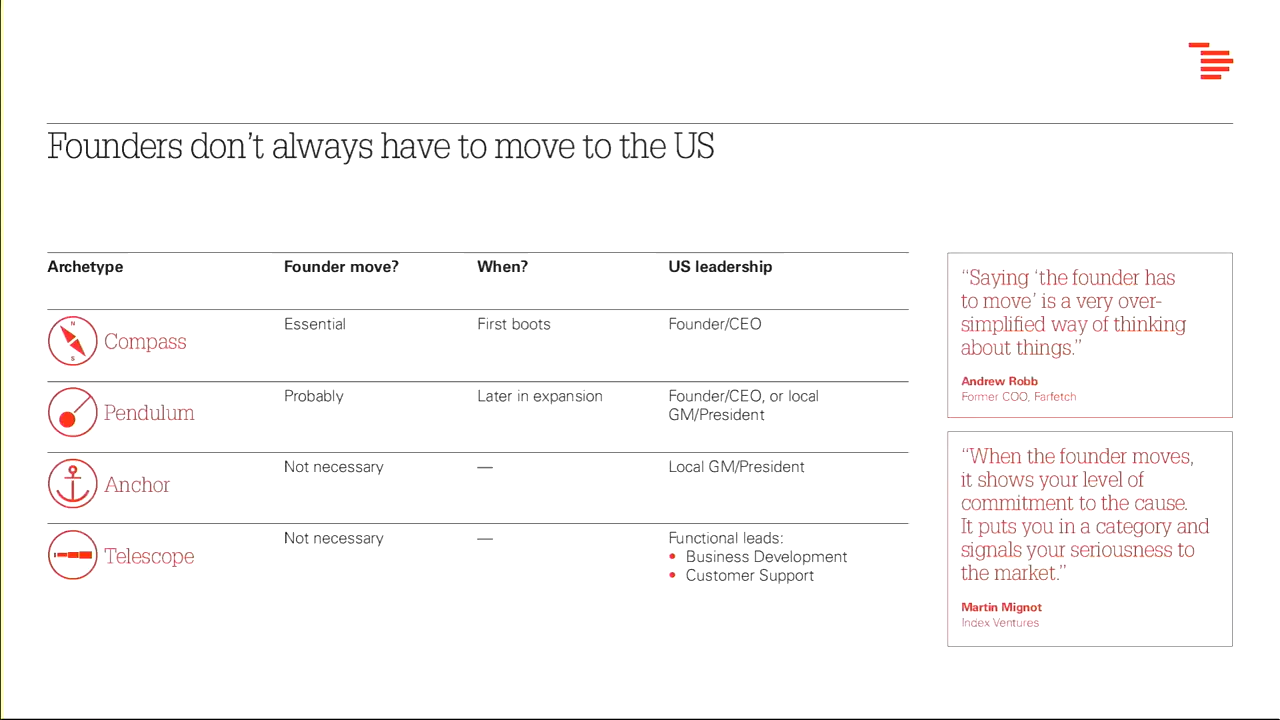 Founders don’t always have to move to the US
Archetype
Founder move?
When?
US leadership
N
S
Compass
Essential
First boots
Founder/CEO
Pendulum
Probably
Later in expansion
Founder/CEO, or local
GM/President
Anchor
Not necessary
—
Local GM/President
Telescope
Not necessary
—
Functional leads:
• Business Development
• Customer Support
“Saying ‘the founder has
to move’ is a very over-
simplified way of thinking
about things.”
Andrew Robb
Former COO, Farfetch
“When the founder moves,
it shows your level of
commitment to the cause.
It puts you in a category and
signals your seriousness to
the market.”
Martin Mignot
Index Ventures